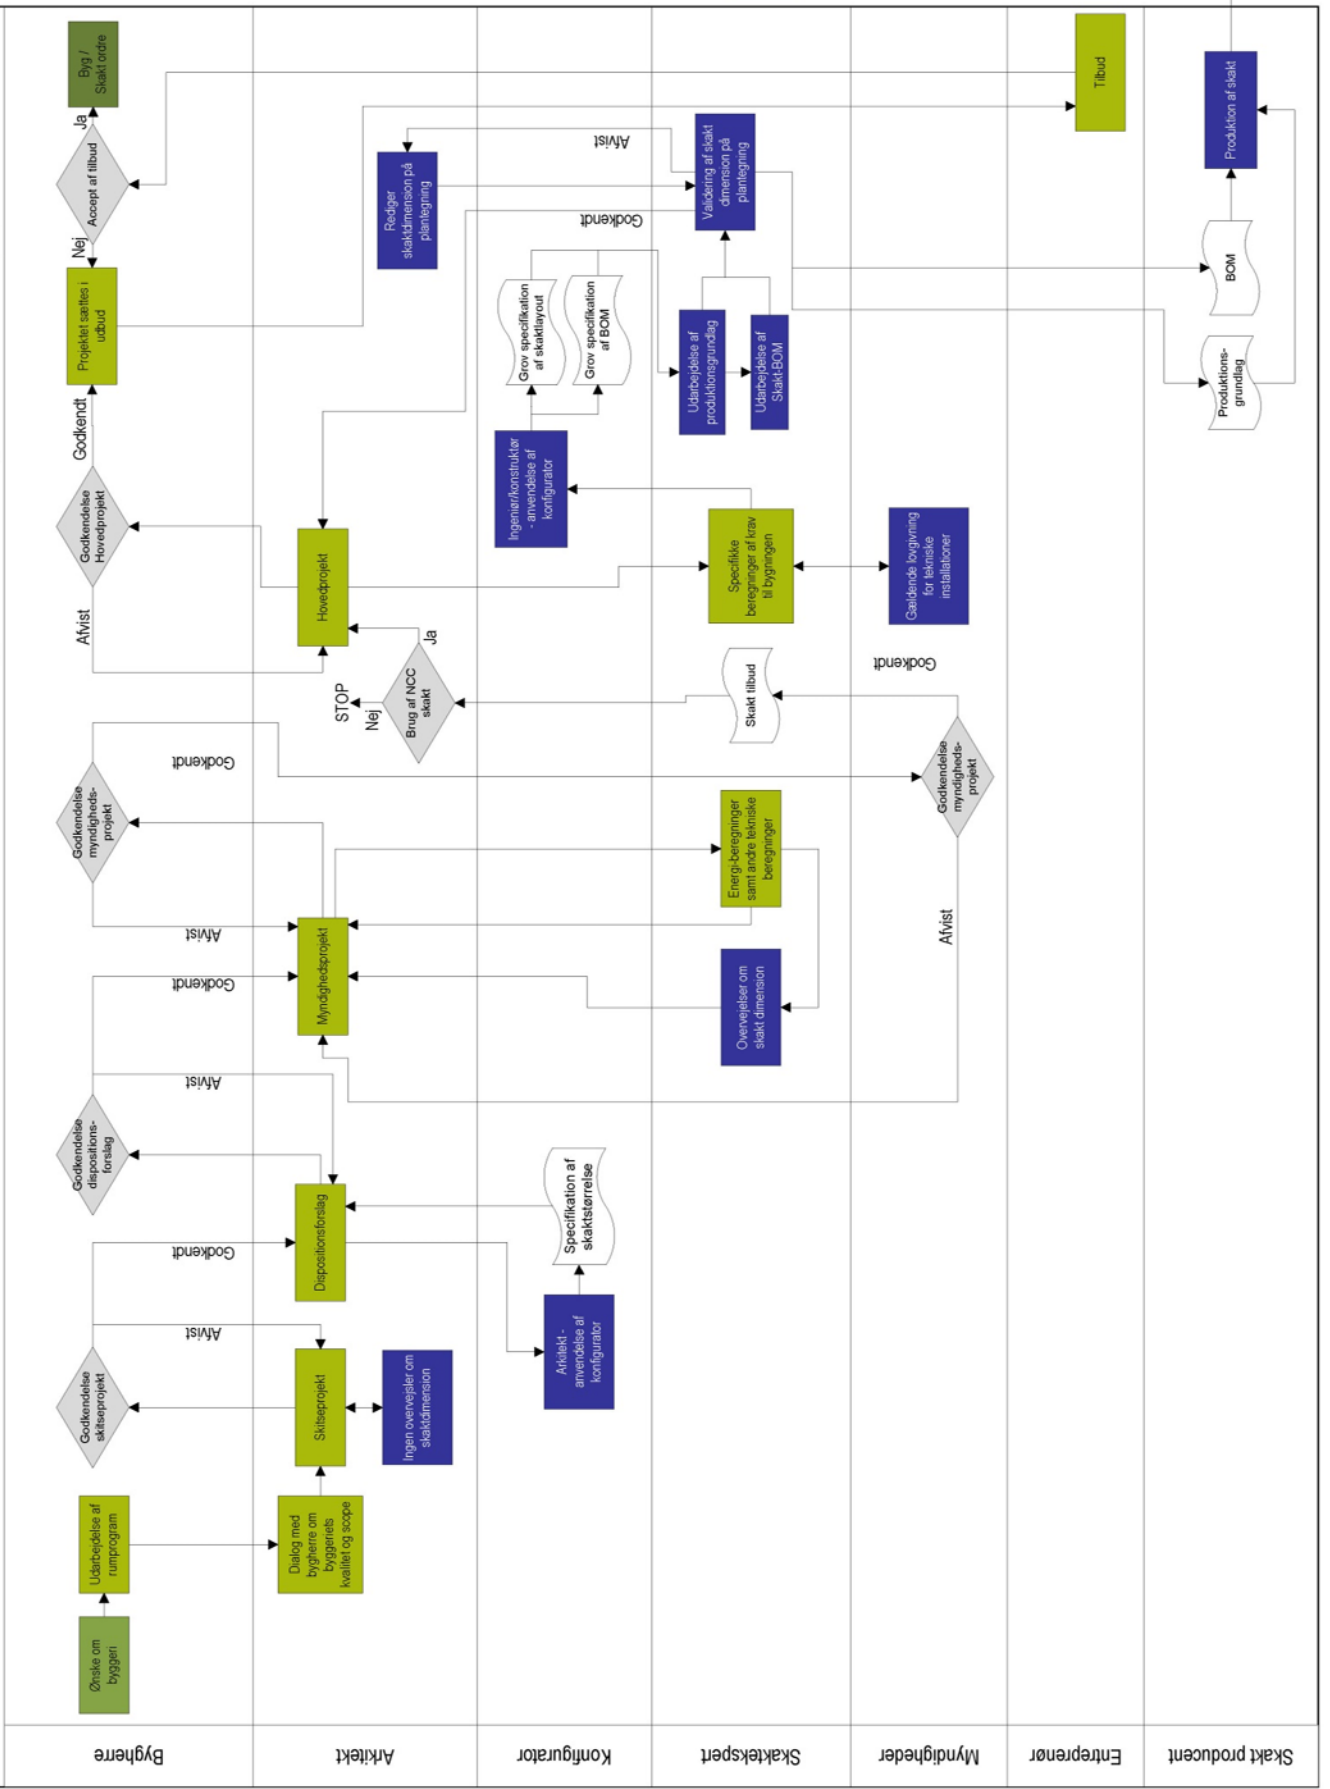 Bygherre
Ønske om
byggeri
Udarbejdelse af
rumprogram
Godkendelse
skitseprojekt
Afvist
Godkendt
Godkendelse
dispositions-
forslag
Afvist
Godkendt
Afvist
Godkendelse
myndigheds-
projekt
Godkendt
Afvist
Godkendelse
Hovedprojekt
Godkendt
Projektet sættes i
udbud
Nej
Accept af tilbud
Ja
Byg /
Skakt ordre
Arkitekt
Dialog med
bygherre om
byggeriets
kvalitet og scope
Skitseprojekt
Ingen overvejsler om
skaktdimension
Dispositionsforslag
Myndighedsprojekt
STOP
Nej
Brug af NCC
skakt
Ja
Hovedprojekt
Rediger
skaktdimension på
plantegning
Konfigurator
Arkitekt -
anvendelse af
konfigurator
Specifikation af
skaktstørrelse
Ingeniør/konstruktør
- anvendelse af
konfigurator
Grov specifikation
af skaktlayout
Grov specifikation
af BOM
Godkendt
Afvist
Skaktekspert
Overvejelser om
skakt dimension
Energi-beregninger
samt andre tekniske
beregninger
Skakt tilbud
Specifikke
beregninger af krav
til bygningen
Udarbejdelse af
produktionsgrundlag
Udarbejdelse af
Skakt-BOM
Validering af skakt
dimension på
plantegning
Myndigheder
Afvist
Godkendelse
myndigheds-
projekt
Godkendt
Gældende lovgivning
for tekniske
installationer
Entreprenør
Tilbud
Skakt producent
Produktions-
grundlag
BOM
Produktion af skakt